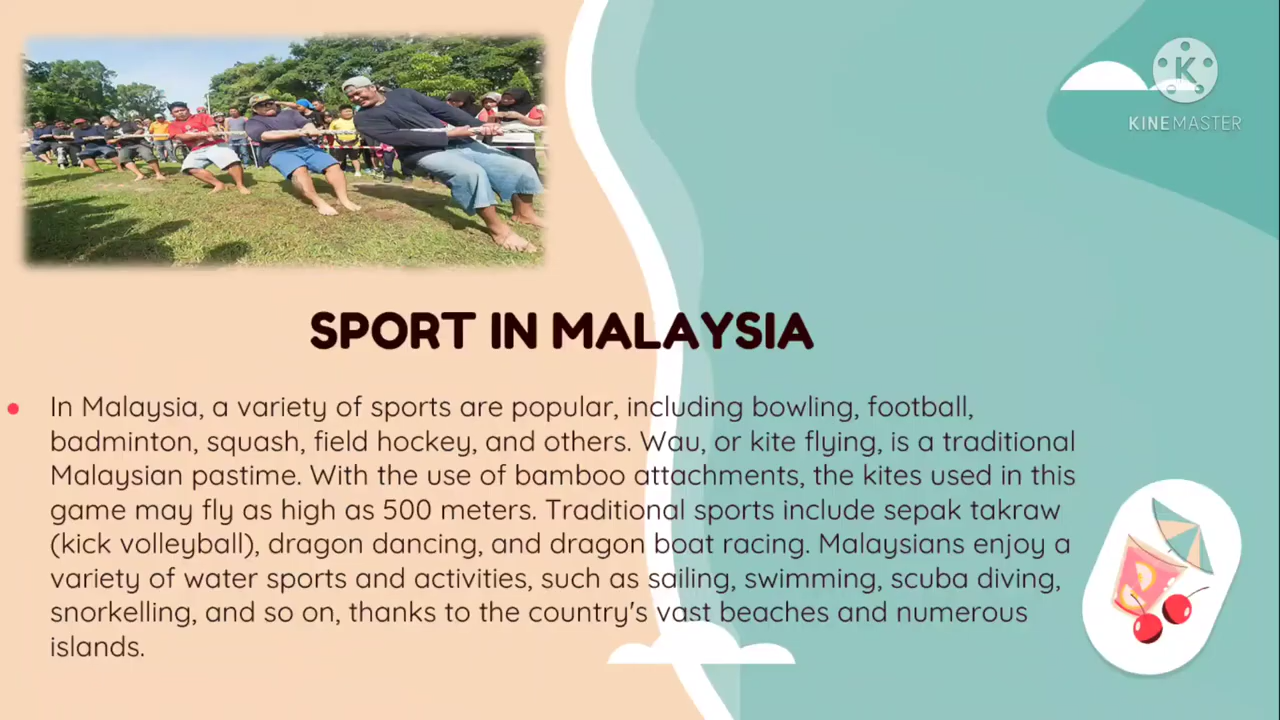 K
KINEMASTER
SPORT IN MALAYSIA
In Malaysia, a variety of sports are popular, including bowling, football,
badminton, squash, field hockey, and others. Wau, or kite flying, is a traditional
Malaysian pastime. With the use of bamboo attachments, the kites used in this
game may fly as high as 500 meters. Traditional sports include sepak takraw
(kick volleyball), dragon dancing, and dragon boat racing. Malaysians enjoy a
variety of water sports and activities, such as sailing, swimming, scuba diving,
snorkelling, and so on, thanks to the country's vast beaches and numerous
islands.